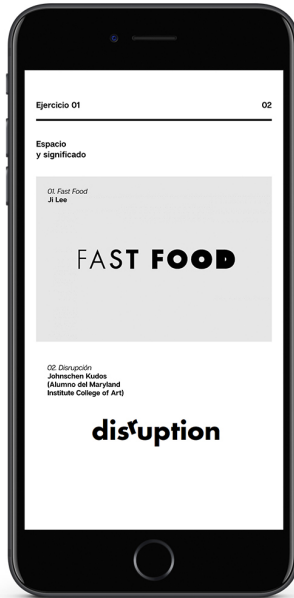 Ejercicio 01 02
Espacio
y significado
01. Fast Food
Ji Lee
FAST FOOD
02. Disrupción
Johnschen Kudos
(Alumno del Maryland
Institute College of Art)
disruption